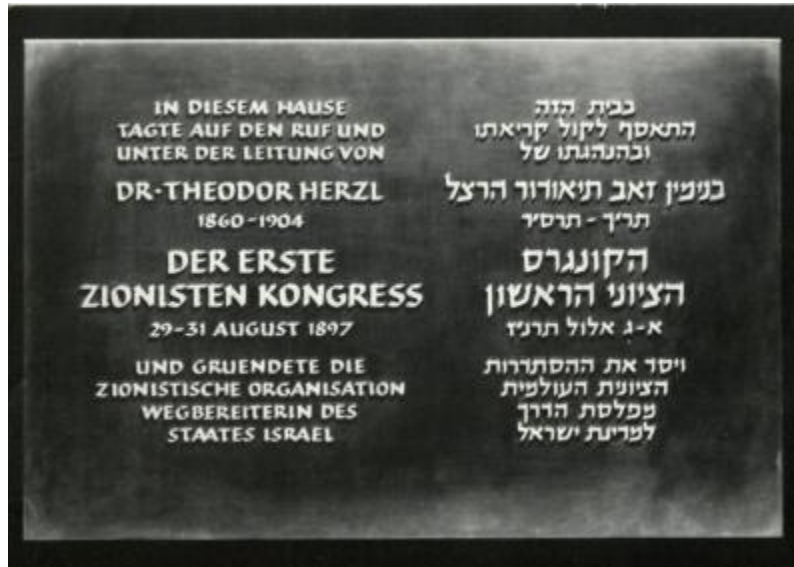 IN DIESEM HAUSE
TAGTE AUF DEN RUF UND
UNTER DER LEITUNG VON
DR·THEODOR HERZL
1860-1904
DER ERSTE
ZIONISTEN KONGRESS
29-31 AUGUST 1897
UND GRUENDETE DIE
ZIONISTISCHE ORGANISATION
WEGBEREITERIN DES
STAATES ISRAEL
בבית הזה
התאסף לקול קריאתו
ובהנהגתו של
בנימין זאב תיאודור הרצל
תר״ך - תרס״ד
הקונגרס
הציוני הראשון
א-ג אלול תרנ״ז
ויסד את ההסתדרות
הציונית העולמית
מפלסת הדרך
למדינת ישראל